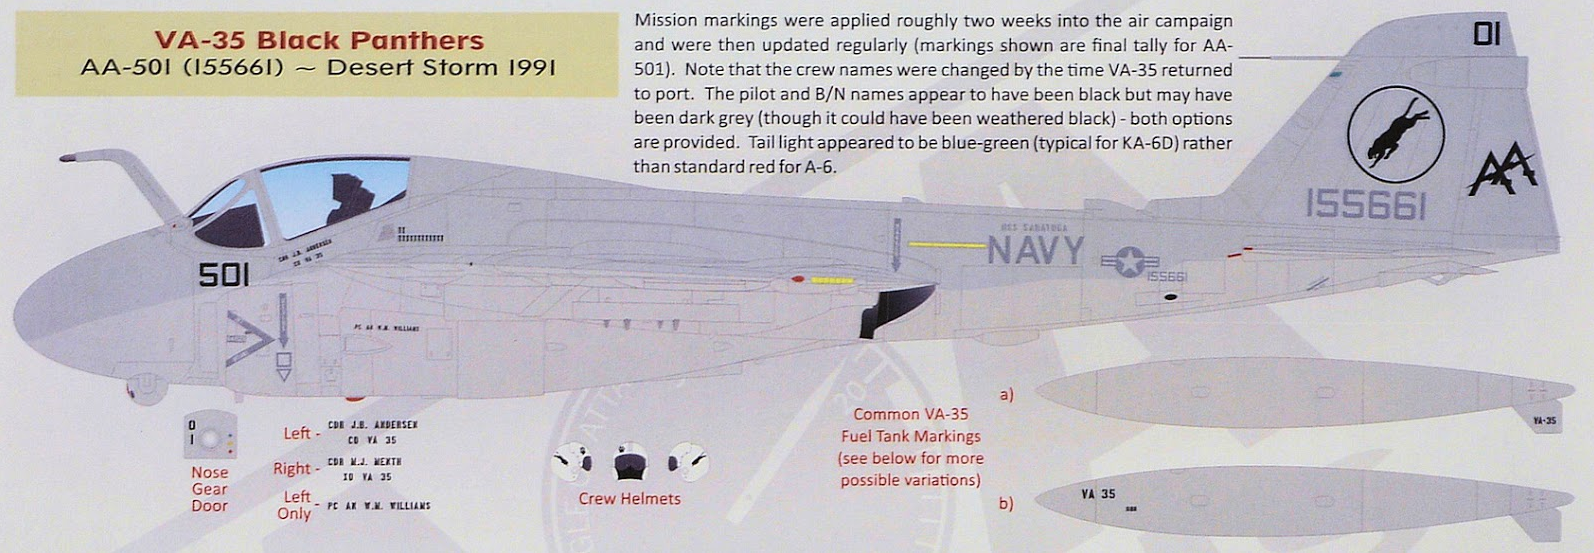 VA-35 Black Panthers
AA-501 (155661) ~ Desert Storm 1991
Mission markings were applied roughly two weeks into the air campaign
and were then updated regularly (markings shown are final tally for AA-
501). Note that the crew names were changed by the time VA-35 returned
to port. The pilot and B/N names appear to have been black but may have
been dark grey (though it could have been weathered black) - both options
are provided. Tail light appeared to be blue-green (typical for KA-6D) rather
than standard red for A-6.
01
AA
155661
USS SARATOGA
NAVY
155661
CDR J.B. ANDERSEN
CO VA 35
501
PC AN W.M. WILLIAMS
01
Nose
Gear
Door
Left - CDR J.B. ANDERSEN
CO VA 35
Right -
VA 35
Left
Only - PC AN W.M. WILLIAMS
Crew Helmets
Common VA-35
Fuel Tank Markings
(see below for more
possible variations)
a)
VA-35
b)
VA 35